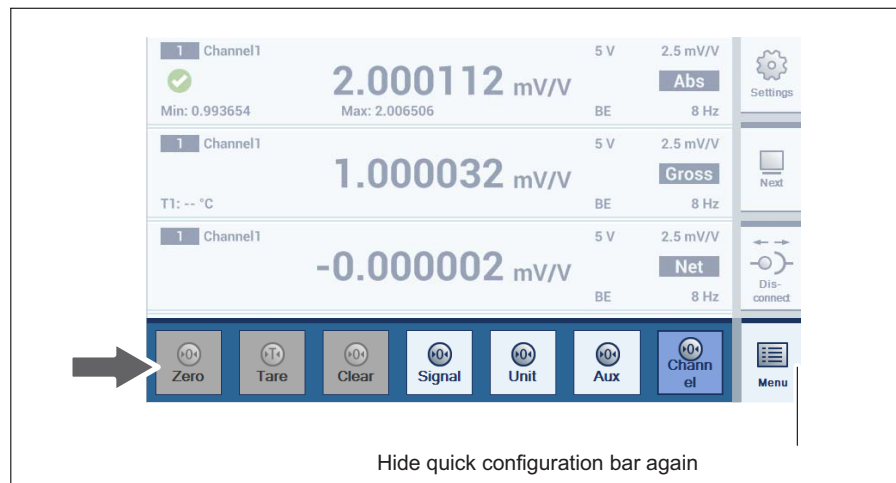 1 Channel1 5 V 2.5 mV/V
2.000112 mV/V Abs
Min: 0.993654 Max: 2.006506 BE 8 Hz
Settings
1 Channel1 5 V 2.5 mV/V
1.000032 mV/V Gross
T1: -- °C BE 8 Hz
Next
1 Channel1 5 V 2.5 mV/V
-0.000002 mV/V Net
BE 8 Hz
Dis-
connect
Zero Tare Clear Signal Unit Aux Chann
el
Menu
Hide quick configuration bar again